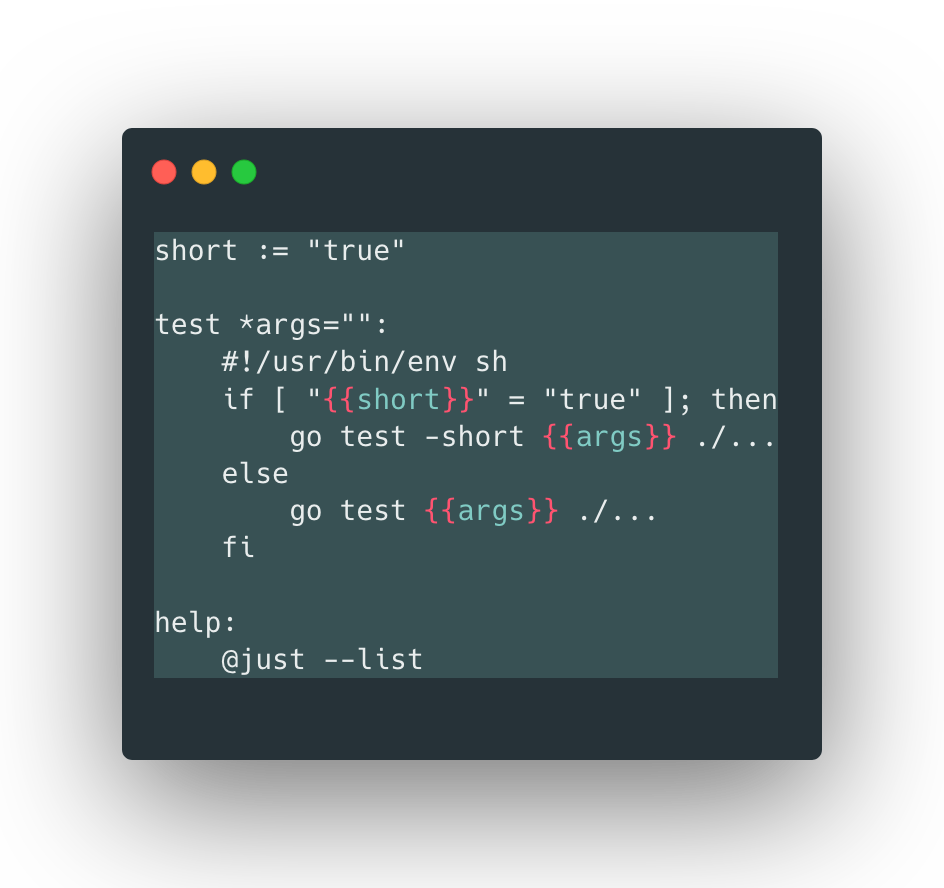 short := "true"

test *args="":
    #!/usr/bin/env sh
    if [ "{{short}}" = "true" ]; then
        go test -short {{args}} ./...
    else
        go test {{args}} ./...
    fi

help:
    @just --list